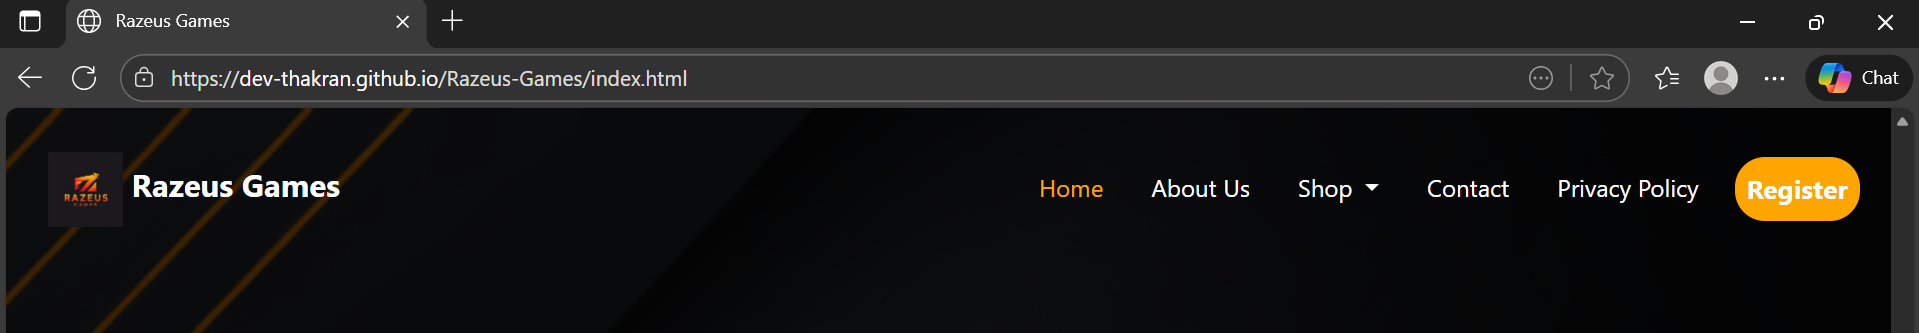 Razeus Games
https://dev-thakran.github.io/Razeus-Games/index.html
Chat
RAZEUS
GAMES
Razeus Games
Home
About Us
Shop
Contact
Privacy Policy
Register